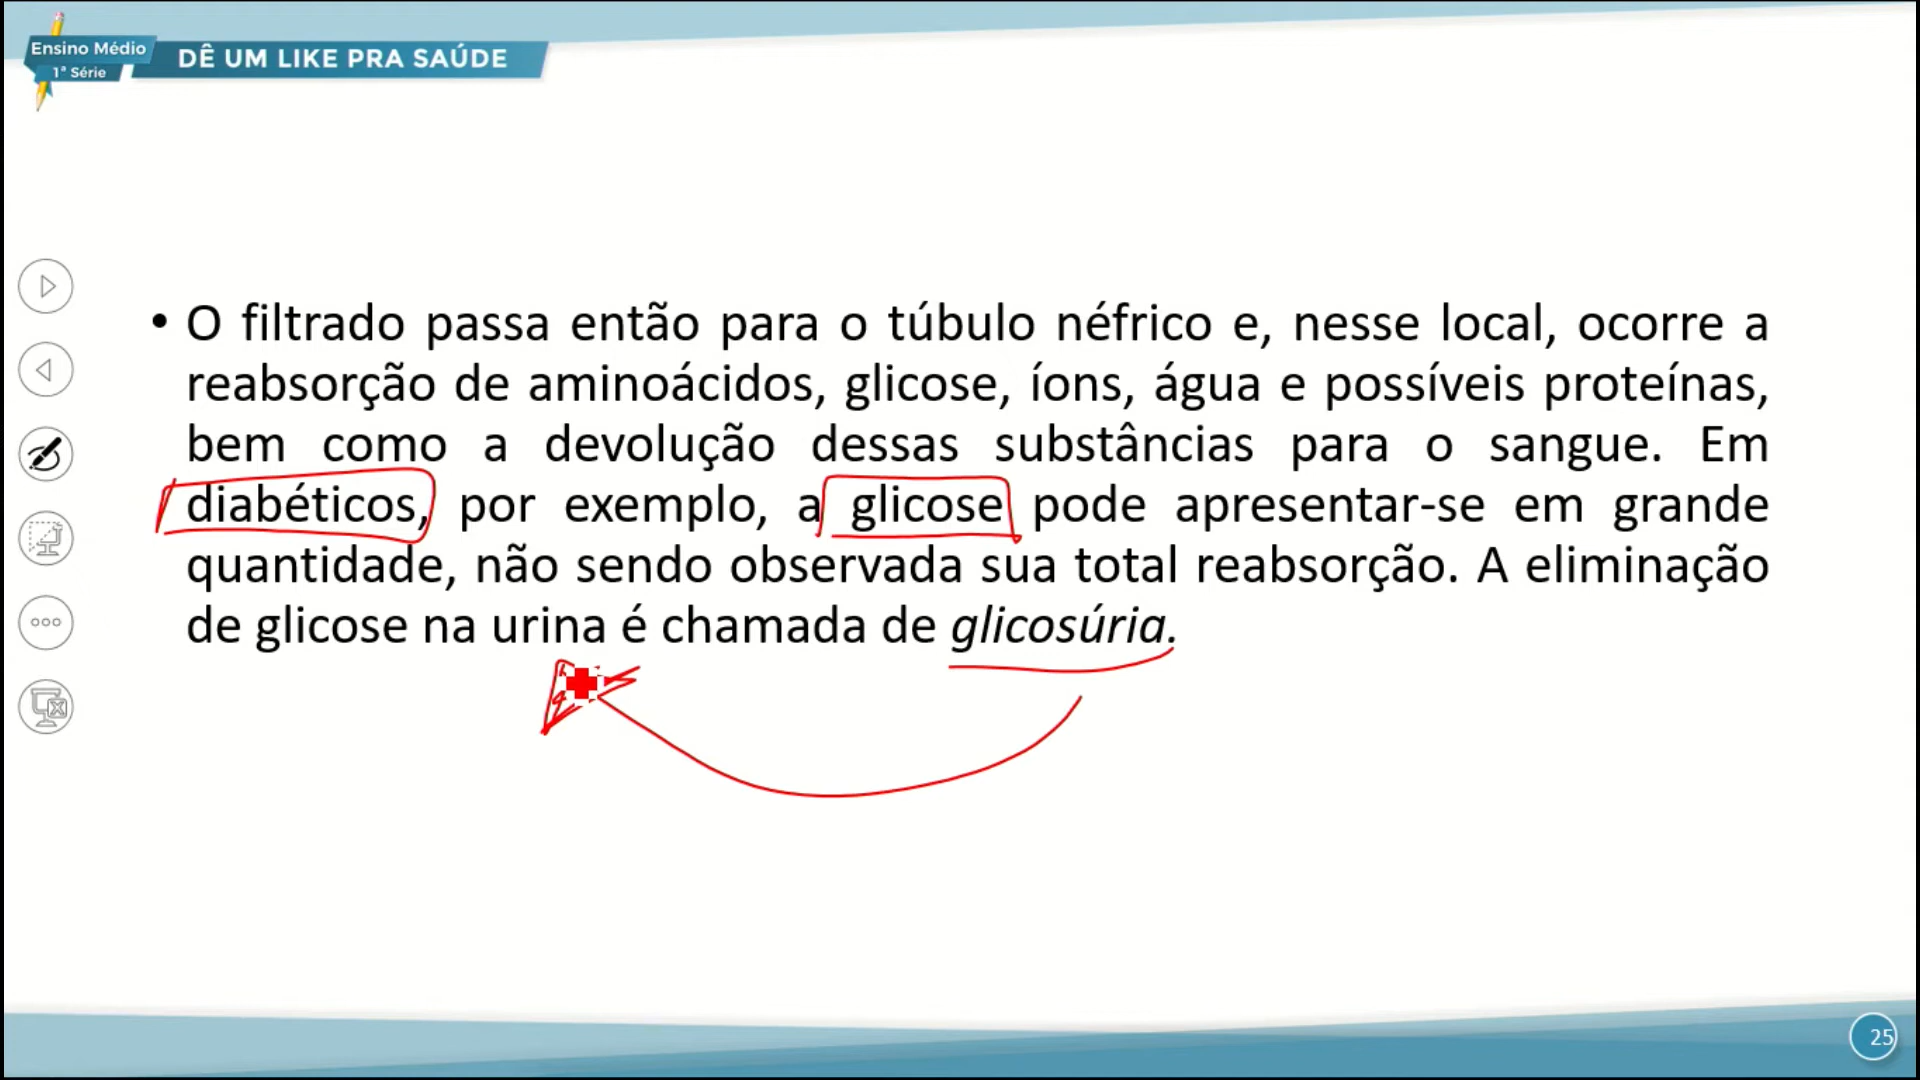 Ensino Médio
1ª Série
DÊ UM LIKE PRA SAÚDE
• O filtrado passa então para o túbulo néfrico e, nesse local, ocorre a
reabsorção de aminoácidos, glicose, íons, água e possíveis proteínas,
bem como a devolução dessas substâncias para o sangue. Em
diabéticos, por exemplo, a glicose pode apresentar-se em grande
quantidade, não sendo observada sua total reabsorção. A eliminação
de glicose na urina é chamada de glicosúria.
25